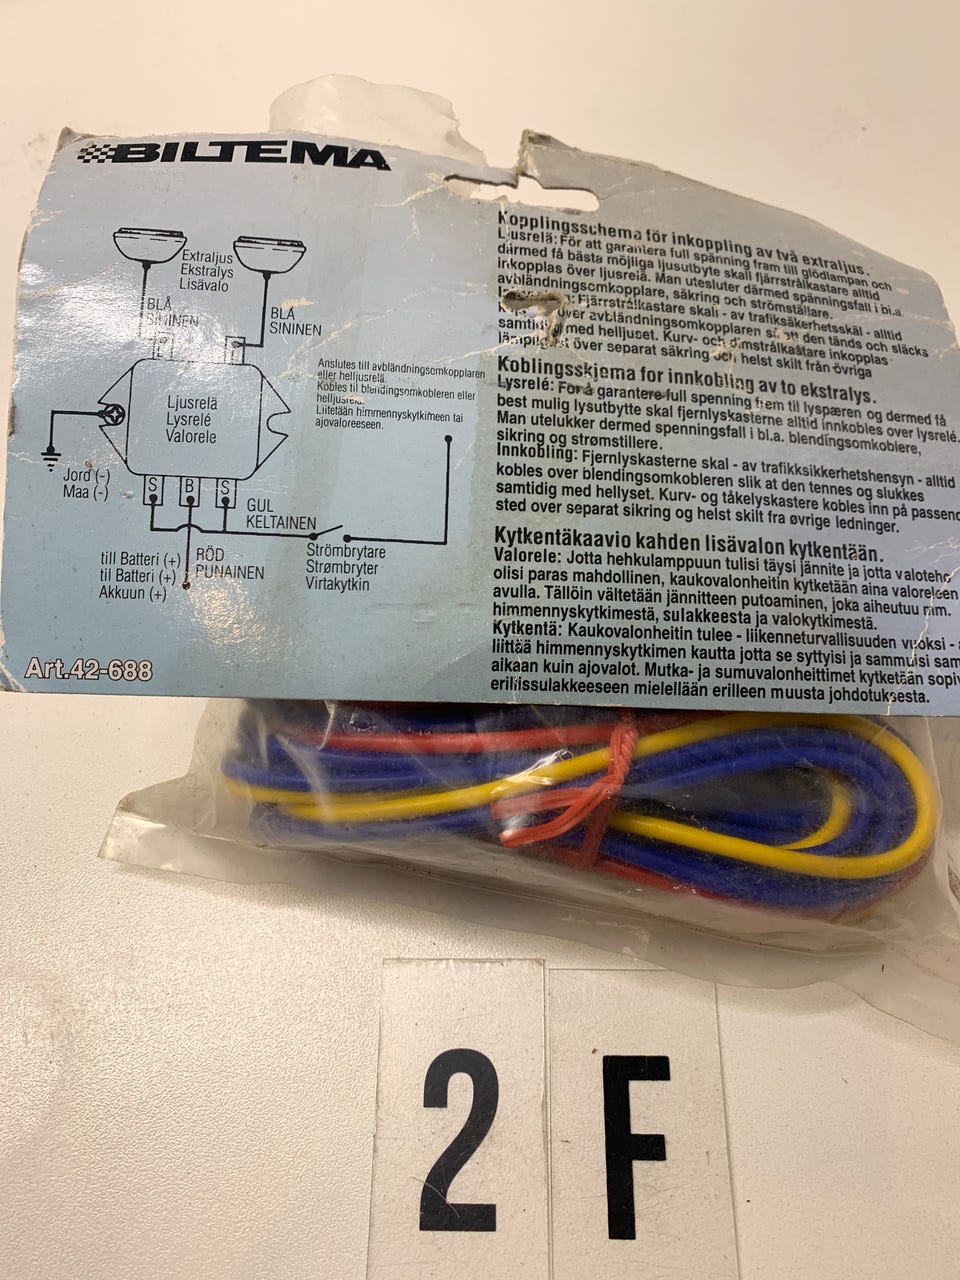 BILTEMA
Extraljus
Ekstralys
Lisävalo
BLÅ
SININEN
BLÅ
SININEN
F
F
Ljusrelä
Lysrelé
Valorele
Anslutes till avbländningsomkopplaren
eller helljusrelä.
Kobles til blendingsomkobleren eller
helljusrelé.
Liitetään himmennyskytkimeen tai
ajovaloreeseen.
Jord (-)
Maa (-)
S
B
S
GUL
KELTAINEN
till Batteri (+)
til Batteri (+)
Akkuun (+)
RÖD
PUNAINEN
Strömbrytare
Strømbryter
Virtakytkin
Art.42-688
Kopplingsschema för inkoppling av två extraljus.
Ljusrelä: För att garantera full spänning fram till glödlampan och
därmed få bästa möjliga ljusutbyte skall fjärrstrålkastare alltid
inkopplas över ljusrelä. Man utesluter därmed spänningsfall i bl.a.
avbländningsomkopplare, säkring och strömställare.
Fjärrstrålkastare skall - av trafiksäkerhetsskäl - alltid
över avbländningsomkopplaren så att den tänds och släcks
samtidigt med helljuset. Kurv- och dimstrålkastare inkopplas
lämpligast över separat säkring och helst skilt från övriga
Koblingsskjema for innkobling av to ekstralys.
Lysrelé: For å garantere full spenning frem til lyspæren og dermed få
best mulig lysutbytte skal fjernlyskasterne alltid innkobles over lysrelé.
Man utelukker dermed spenningsfall i bl.a. blendingsomkoblere,
sikring og strømstillere.
Innkobling: Fjernlyskasterne skal - av trafikksikkerhetshensyn - alltid
kobles over blendingsomkobleren slik at den tennes og slukkes
samtidig med hellyset. Kurv- og tåkelyskastere kobles inn på passend
sted over separat sikring og helst skilt fra øvrige ledninger.
Kytkentäkaavio kahden lisävalon kytkentään.
Valorele: Jotta hehkulamppuun tulisi täysi jännite ja jotta valoteho
olisi paras mahdollinen, kaukovalonheitin kytketään aina valoreleen
avulla. Tällöin vältetään jännitteen putoaminen, joka aiheutuu mm.
himmennyskytkimestä, sulakkeesta ja valokytkimestä.
Kytkentä: Kaukovalonheitin tulee - liikenneturvallisuuden vuoksi -
liittää himmennyskytkimen kautta jotta se syttyisi ja sammuisi sam
aikaan kuin ajovalot. Mutka- ja sumuvalonheittimet kytketään sopiv
erillissulakkeeseen mielellään erilleen muusta johdotuksesta.
2 F